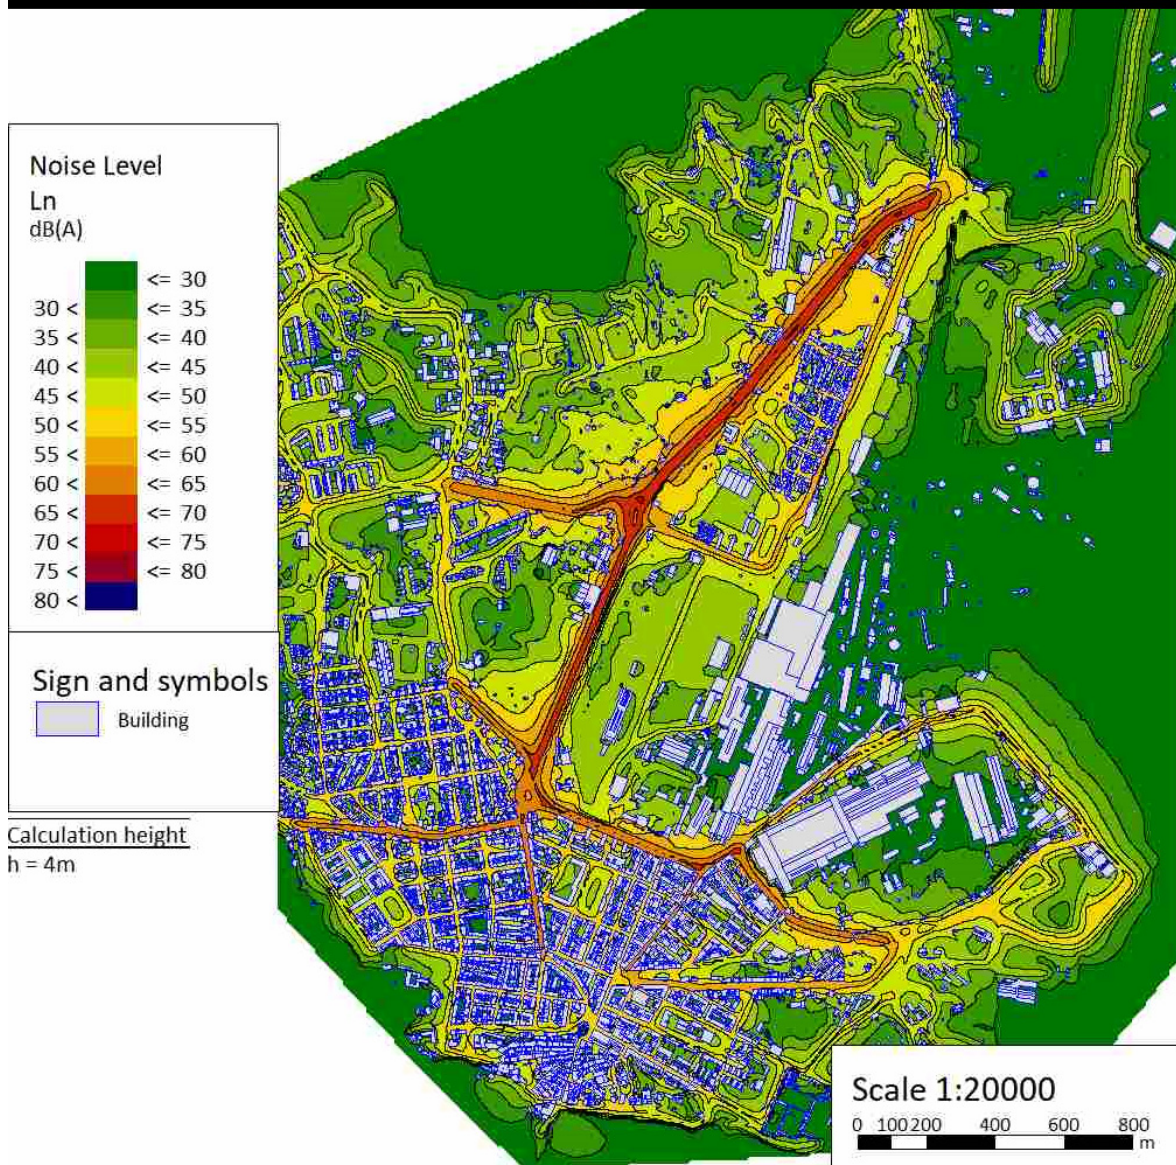 Noise Level
Ln
dB(A)
<= 30
30 < <= 35
35 < <= 40
40 < <= 45
45 < <= 50
50 < <= 55
55 < <= 60
60 < <= 65
65 < <= 70
70 < <= 75
75 < <= 80
80 <
Sign and symbols
Building
Calculation height
h = 4m
Scale 1:20000
0 100 200 400 600 800
m